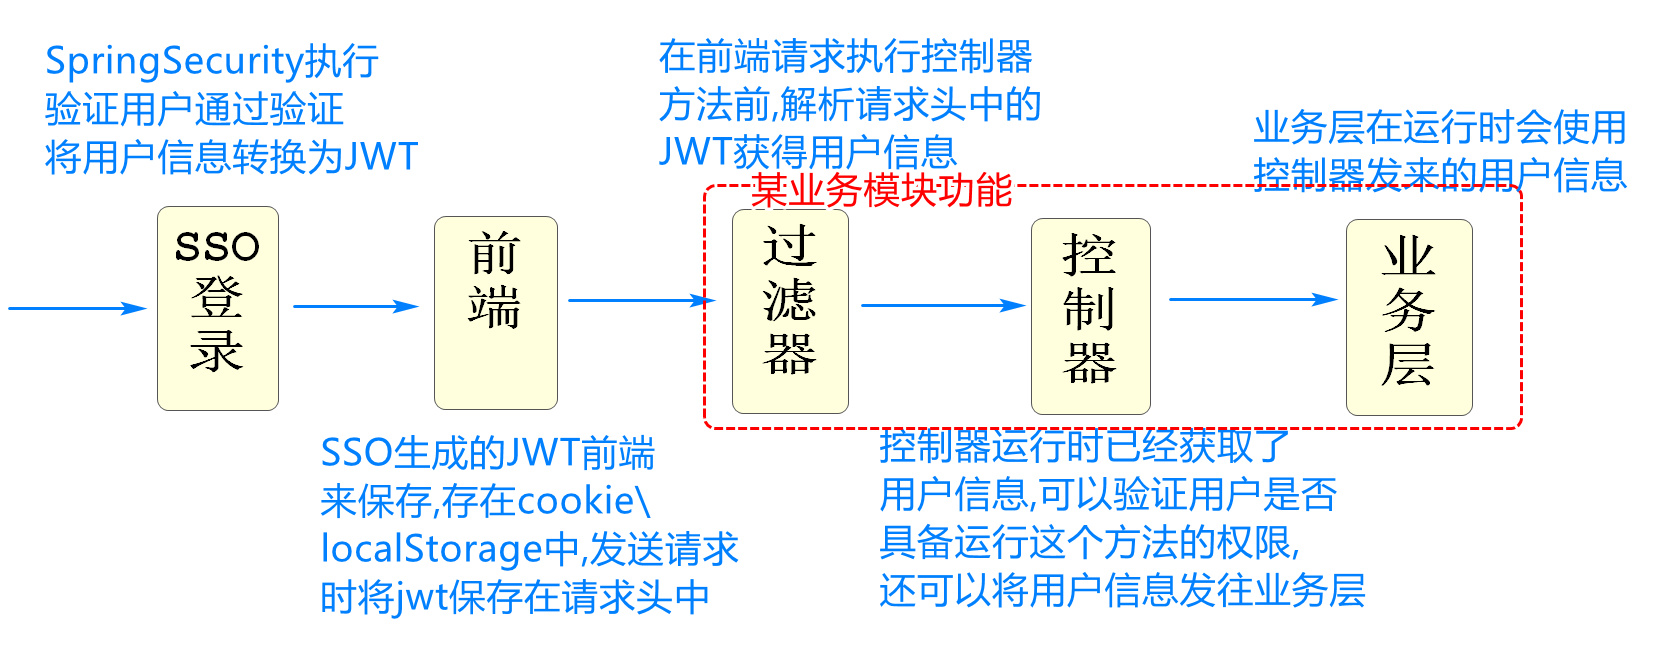 SpringSecurity执行
验证用户通过验证
将用户信息转换为JWT
在前端请求执行控制器
方法前,解析请求头中的
JWT获得用户信息
业务层在运行时会使用
控制器发来的用户信息
某业务模块功能
SSO
登
录
前
端
过
滤
器
控
制
器
业
务
层
SSO生成的JWT前端
来保存,存在cookie\
localStorage中,发送请求
时将jwt保存在请求头中
控制器运行时已经获取了
用户信息,可以验证用户是否
具备运行这个方法的权限,
还可以将用户信息发往业务层